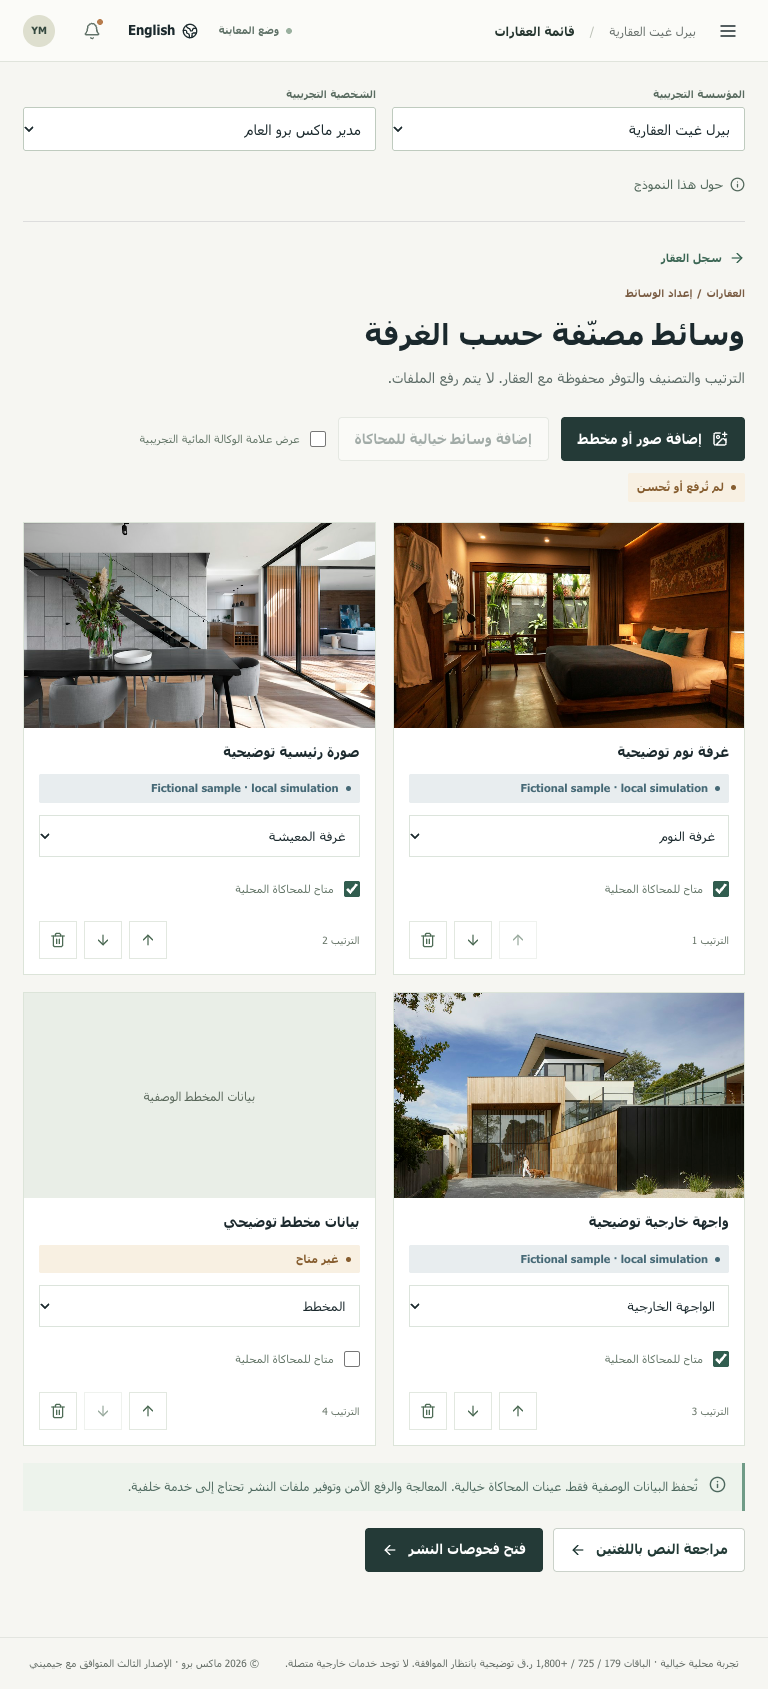 بيرل غيت العقارية / قائمة العقارات
وضع المعاينة
English
YM
المؤسسة التجريبية
بيرل غيت العقارية
الشخصية التجريبية
مدير ماكس برو العام
حول هذا النموذج
سجل العقار
العقارات / إعداد الوسائط
وسائط مصنّفة حسب الغرفة
الترتيب والتصنيف والتوفر محفوظة مع العقار. لا يتم رفع الملفات.
إضافة صور أو مخطط
إضافة وسائط خيالية للمحاكاة
عرض علامة الوكالة المائية التجريبية
لم تُرفع أو تُحسن
غرفة نوم توضيحية
Fictional sample · local simulation
غرفة النوم
متاح للمحاكاة المحلية
الترتيب 1
صورة رئيسية توضيحية
Fictional sample · local simulation
غرفة المعيشة
متاح للمحاكاة المحلية
الترتيب 2
واجهة خارجية توضيحية
Fictional sample · local simulation
الواجهة الخارجية
متاح للمحاكاة المحلية
الترتيب 3
بيانات المخطط الوصفية
بيانات مخطط توضيحي
غير متاح
المخطط
متاح للمحاكاة المحلية
الترتيب 4
تُحفظ البيانات الوصفية فقط. عينات المحاكاة خيالية. المعالجة والرفع الآمن وتوفير ملفات النشر تحتاج إلى خدمة خلفية.
مراجعة النص باللغتين
فتح فحوصات النشر
تجربة محلية خيالية · الباقات 179 / 725 / +1,800 ر.ق توضيحية بانتظار الموافقة. لا توجد خدمات خارجية متصلة.
© 2026 ماكس برو · الإصدار الثالث المتوافق مع جيميني